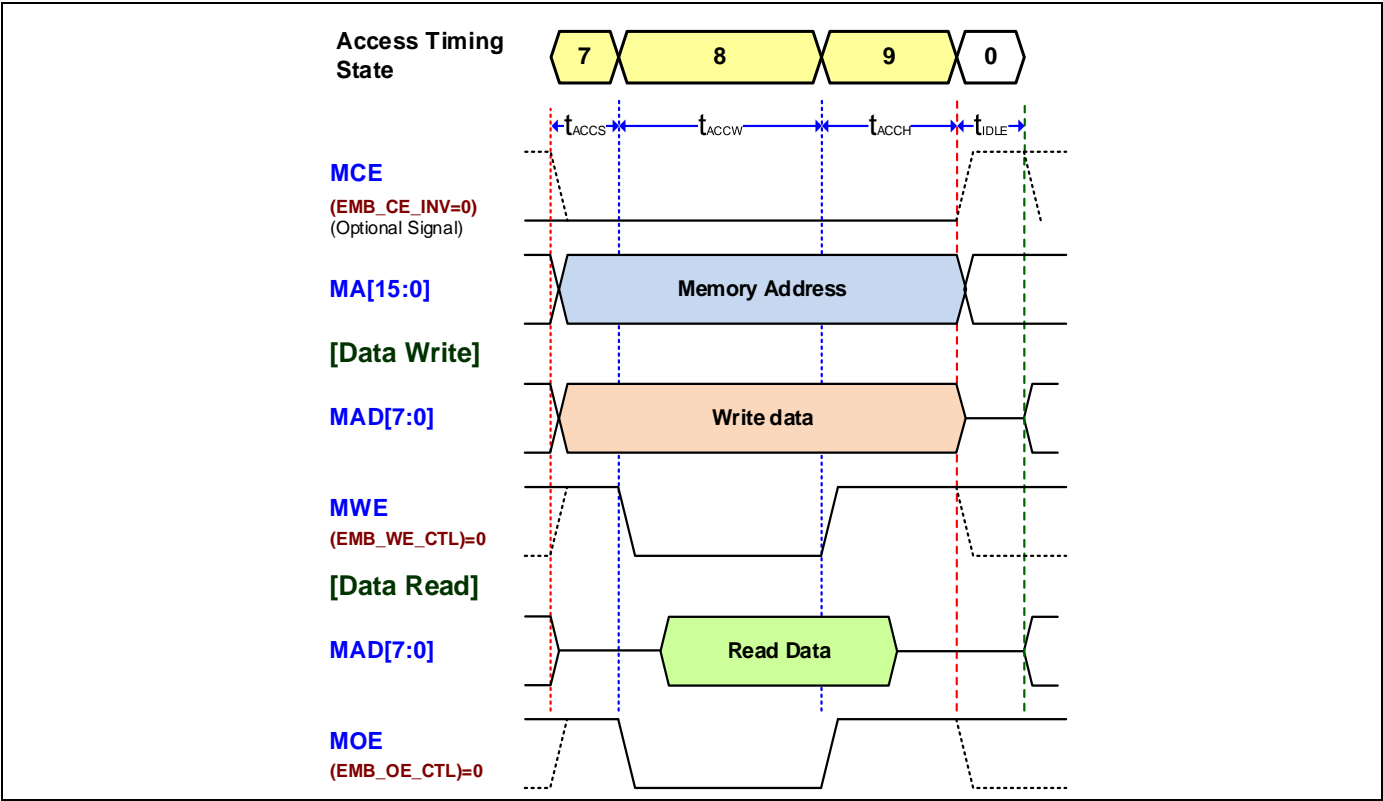 Access Timing
State
7
8
9
0
tACCS
tACCW
tACCH
tIDLE
MCE
(EMB_CE_INV=0)
(Optional Signal)
MA[15:0]
Memory Address
[Data Write]
MAD[7:0]
Write data
MWE
(EMB_WE_CTL)=0
[Data Read]
MAD[7:0]
Read Data
MOE
(EMB_OE_CTL)=0